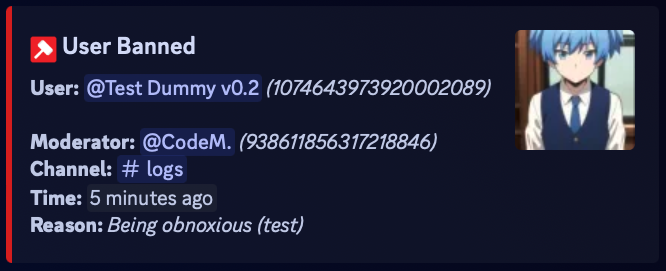 User Banned
User: @Test Dummy v0.2 (1074643973920002089)
Moderator: @CodeM. (938611856317218846)
Channel: # logs
Time: 5 minutes ago
Reason: Being obnoxious (test)